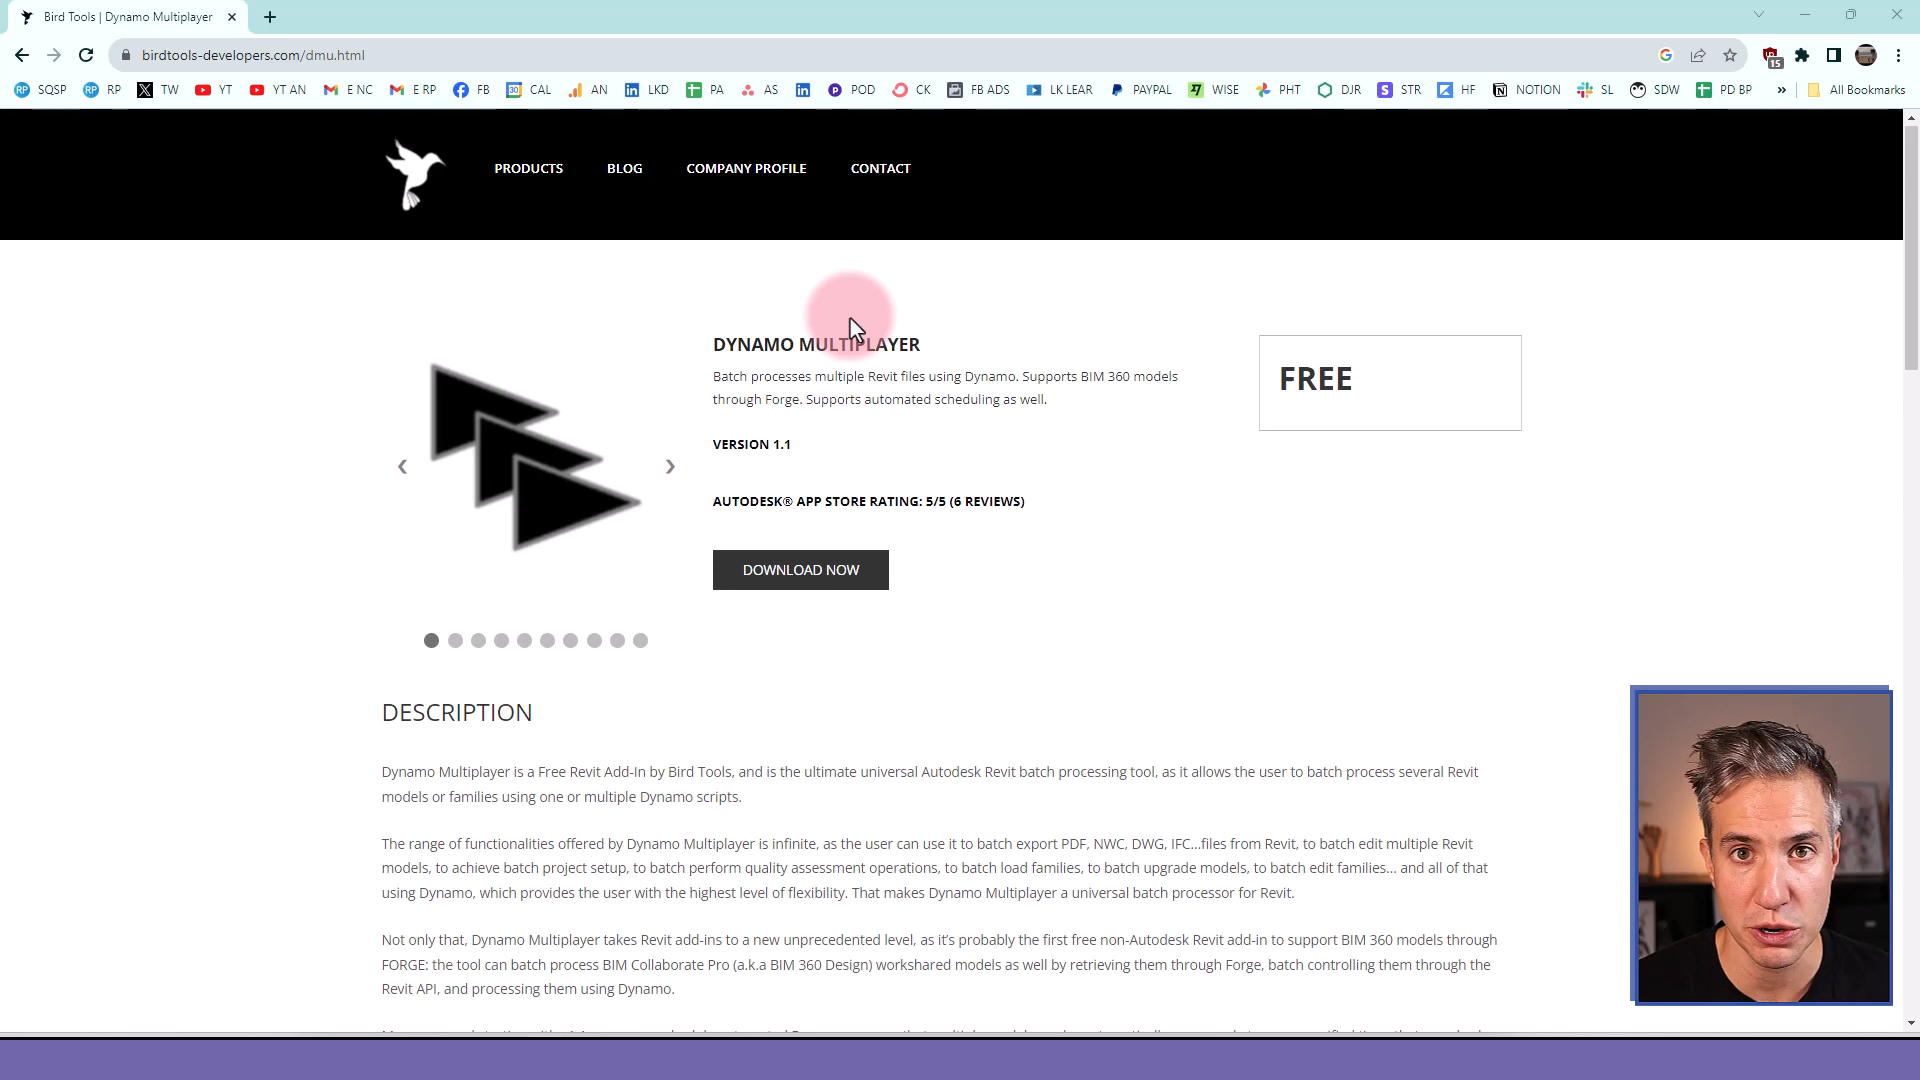 Bird Tools | Dynamo Multiplayer
birdtools-developers.com/dmu.html
15
SQSP RP TW YT YT AN E NC E RP FB CAL AN LKD PA AS POD CK FB ADS LK LEAR PAYPAL WISE PHT DJR STR HF NOTION SL SDW PD BP » All Bookmarks
PRODUCTS BLOG COMPANY PROFILE CONTACT
DYNAMO MULTIPLAYER
Batch processes multiple Revit files using Dynamo. Supports BIM 360 models
through Forge. Supports automated scheduling as well.
FREE
VERSION 1.1
AUTODESK® APP STORE RATING: 5/5 (6 REVIEWS)
DOWNLOAD NOW
DESCRIPTION
Dynamo Multiplayer is a Free Revit Add-In by Bird Tools, and is the ultimate universal Autodesk Revit batch processing tool, as it allows the user to batch process several Revit
models or families using one or multiple Dynamo scripts.
The range of functionalities offered by Dynamo Multiplayer is infinite, as the user can use it to batch export PDF, NWC, DWG, IFC...files from Revit, to batch edit multiple Revit
models, to achieve batch project setup, to batch perform quality assessment operations, to batch load families, to batch upgrade models, to batch edit families... and all of that
using Dynamo, which provides the user with the highest level of flexibility. That makes Dynamo Multiplayer a universal batch processor for Revit.
Not only that, Dynamo Multiplayer takes Revit add-ins to a new unprecedented level, as it's probably the first free non-Autodesk Revit add-in to support BIM 360 models through
FORGE: the tool can batch process BIM Collaborate Pro (a.k.a BIM 360 Design) workshared models as well by retrieving them through Forge, batch controlling them through the
Revit API, and processing them using Dynamo.